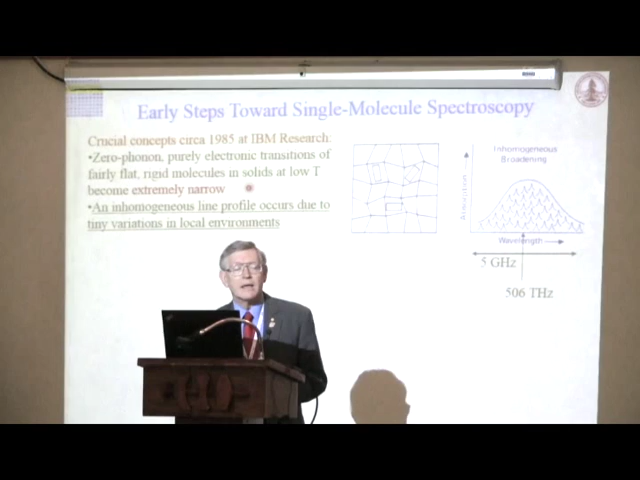 Early Steps Toward Single-Molecule Spectroscopy
Crucial concepts circa 1985 at IBM Research.
•Zero-phonon, purely electronic transitions of
fairly flat, rigid molecules in solids at low T
become extremely narrow
•An inhomogeneous line profile occurs due to
tiny variations in local environments
Inhomogeneous
Broadening
Absorption
Wavelength
5 GHz
506 THz